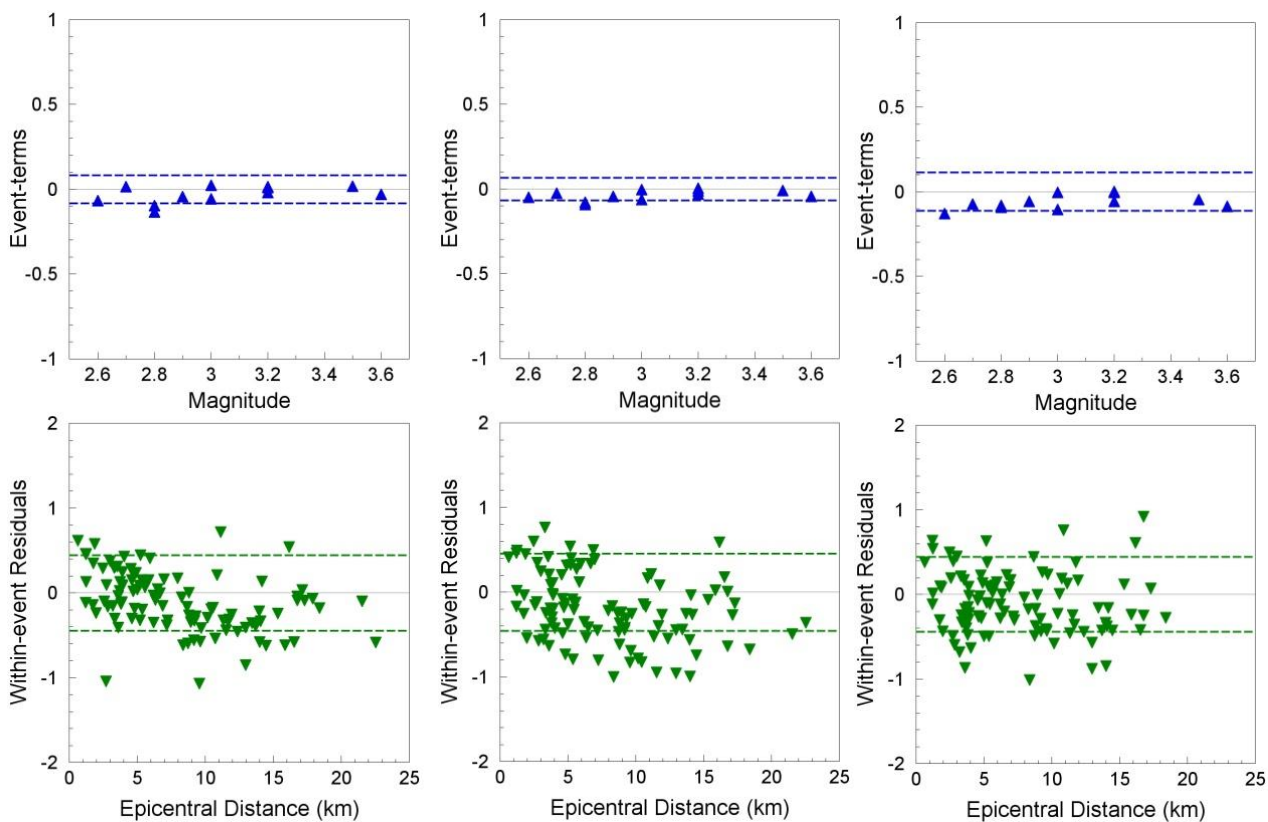 1
0.5
0
-0.5
-1
Event-terms
2.6 2.8 3 3.2 3.4 3.6
Magnitude
1
0.5
0
-0.5
-1
Event-terms
2.6 2.8 3 3.2 3.4 3.6
Magnitude
1
0.5
0
-0.5
-1
Event-terms
2.6 2.8 3 3.2 3.4 3.6
Magnitude
2
1
0
-1
-2
Within-event Residuals
0 5 10 15 20 25
Epicentral Distance (km)
2
1
0
-1
-2
Within-event Residuals
0 5 10 15 20 25
Epicentral Distance (km)
2
1
0
-1
-2
Within-event Residuals
0 5 10 15 20 25
Epicentral Distance (km)